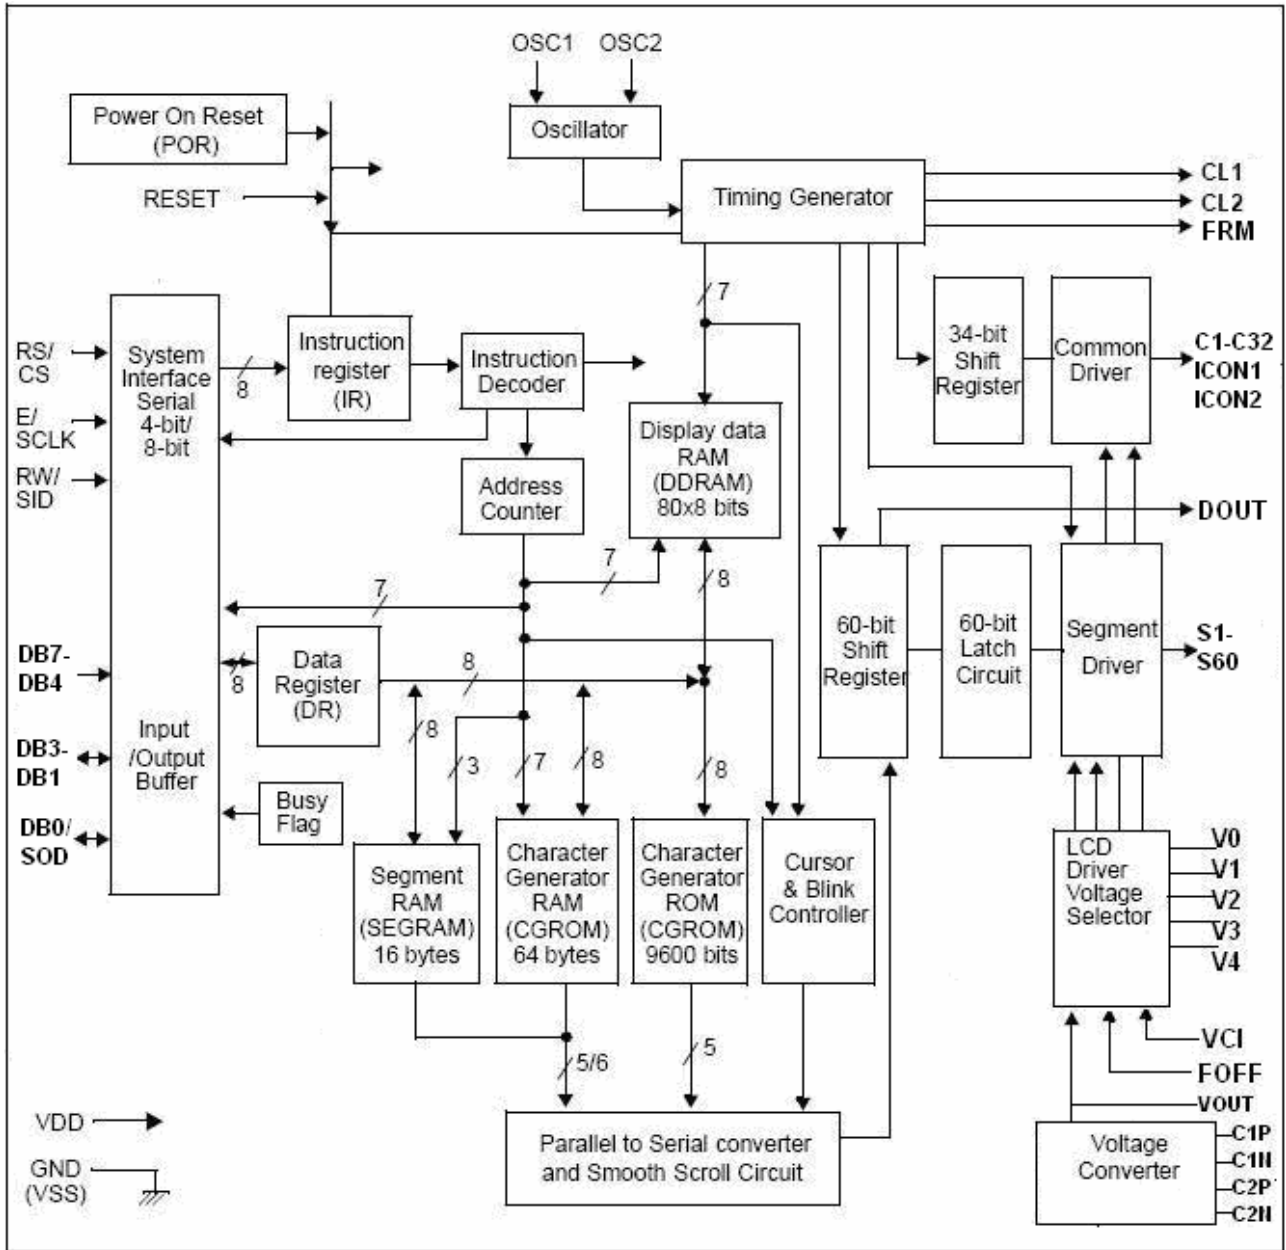 OSC1
OSC2
Power On Reset
(POR)
Oscillator
RESET
Timing Generator
CL1
CL2
FRM
7
RS/
CS
E/
SCLK
RW/
SID
System
Interface
Serial
4-bit/
8-bit
8
Instruction
register
(IR)
Instruction
Decoder
34-bit
Shift
Register
Common
Driver
C1-C32
ICON1
ICON2
Address
Counter
Display data
RAM
(DDRAM)
80x8 bits
DOUT
7
7
8
DB7-
DB4
DB3-
DB1
DB0/
SOD
Input
/Output
Buffer
8
Data
Register
(DR)
8
60-bit
Shift
Register
60-bit
Latch
Circuit
Segment
Driver
S1-
S60
8
3
7
8
8
Busy
Flag
Segment
RAM
(SEGRAM)
16 bytes
Character
Generator
RAM
(CGROM)
64 bytes
Character
Generator
ROM
(CGROM)
9600 bits
Cursor
& Blink
Controller
LCD
Driver
Voltage
Selector
V0
V1
V2
V3
V4
5/6
5
VCI
FOFF
VOUT
VDD
GND
(VSS)
Parallel to Serial converter
and Smooth Scroll Circuit
Voltage
Converter
C1P
C1N
C2P
C2N